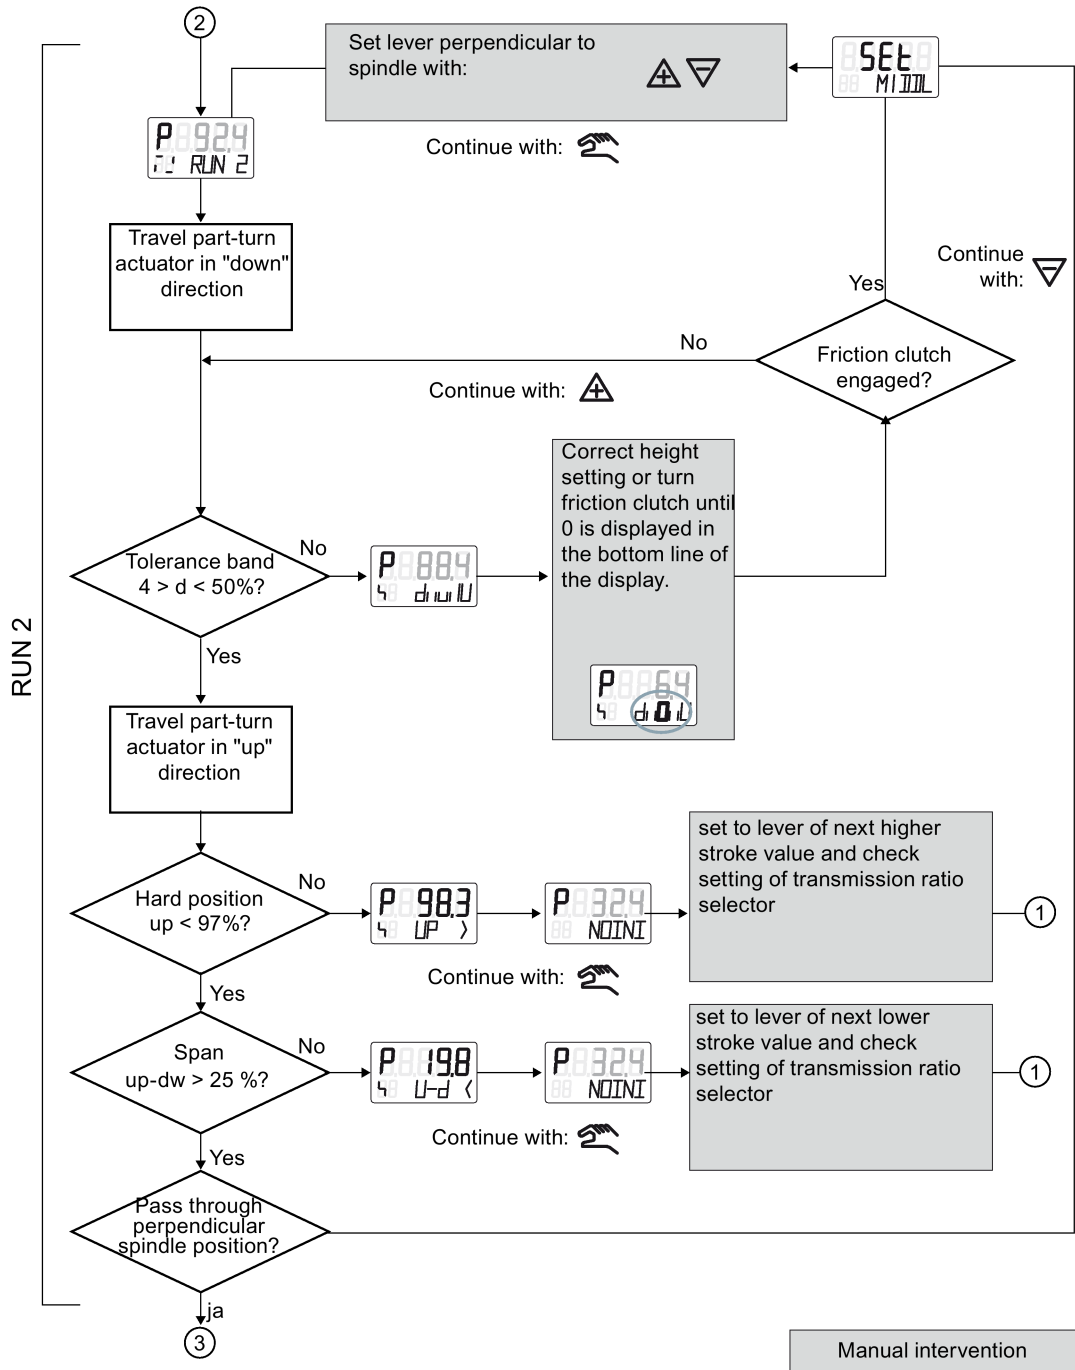 2
Set lever perpendicular to
spindle with:
SEt
MIDDL
Continue with:
P 92.4
RUN 2
Travel part-turn
actuator in "down"
direction
Continue
with:
Yes
No
Friction clutch
engaged?
Continue with:
Correct height
setting or turn
friction clutch until
0 is displayed in
the bottom line of
the display.
No
Tolerance band
4 > d < 50%?
P 88.4
RUN 2
Yes
P 6.4
Travel part-turn
actuator in "up"
direction
set to lever of next higher
stroke value and check
setting of transmission ratio
selector
No
Hard position
up < 97%?
P 98.3
UP >
P 32.4
NOINI
1
Continue with:
Yes
set to lever of next lower
stroke value and check
setting of transmission ratio
selector
No
Span
up-dw > 25 %?
P 19.8
U-d <
P 32.4
NOINI
1
Continue with:
Yes
Pass through
perpendicular
spindle position?
ja
3
Manual intervention